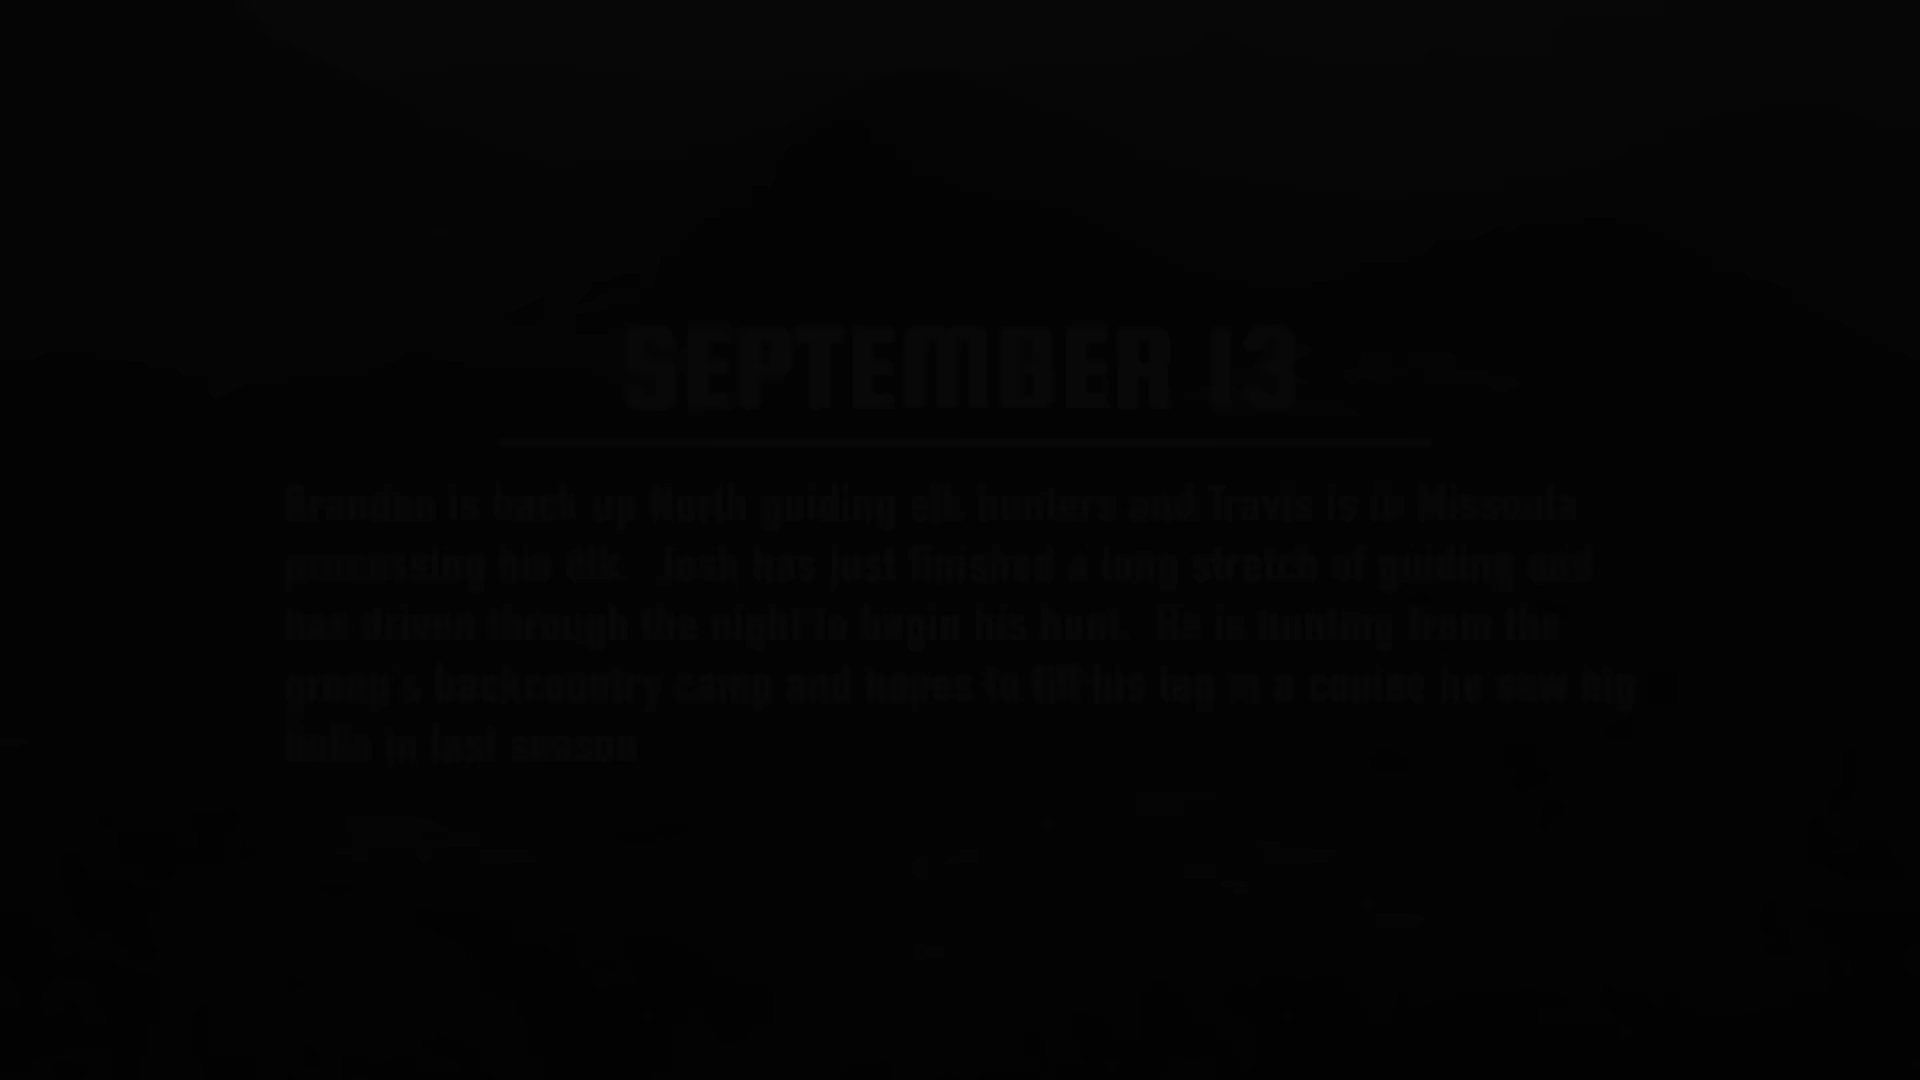 SEPTEMBER 13
Brandon is back up North guiding elk hunters and Travis is in Missoula
processing his elk. Josh has just finished a long stretch of guiding and
has driven through the night to begin his hunt. He is hunting from the
group's backcountry camp and hopes to fill his tag in a he saw big
bulls in last season